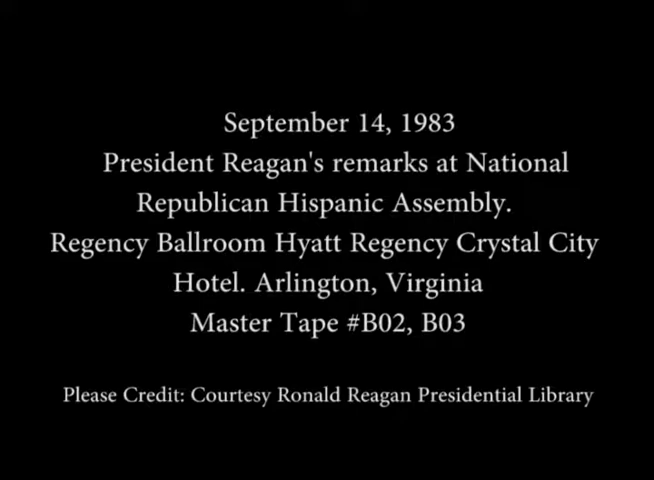 September 14, 1983
President Reagan's remarks at National
Republican Hispanic Assembly.
Regency Ballroom Hyatt Regency Crystal City
Hotel. Arlington, Virginia
Master Tape #B02, B03
Please Credit: Courtesy Ronald Reagan Presidential Library